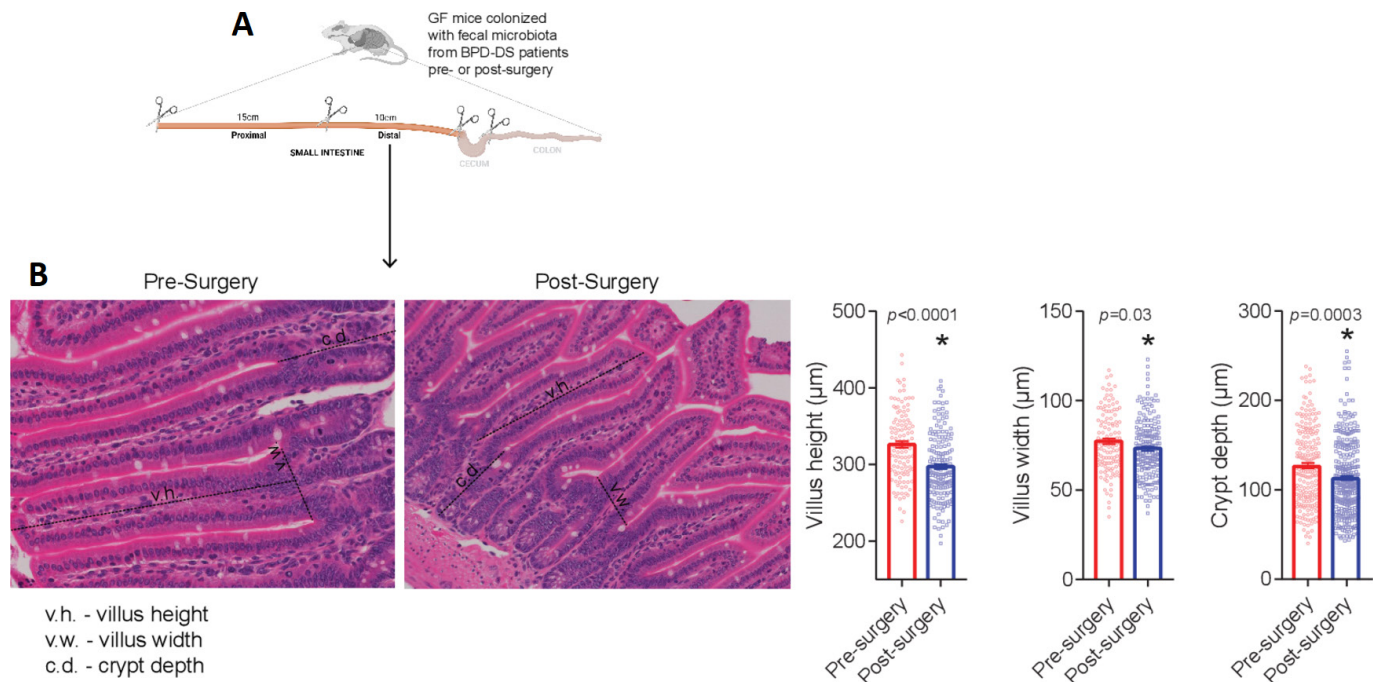 A
GF mice colonized
with fecal microbiota
from BPD-DS patients
pre- or post-surgery
15cm
10cm
Proximal
Distal
SMALL INTESTINE
CECUM
COLON
B
Pre-Surgery
Post-Surgery
c.d.
v.w.
v.h.
v.h.
c.d.
v.w.
v.h. - villus height
v.w. - villus width
c.d. - crypt depth
Villus height (µm)
500
400
300
200
p<0.0001
*
Pre-surgery
Post-surgery
Villus width (µm)
150
100
50
0
p=0.03
*
Pre-surgery
Post-surgery
Crypt depth (µm)
300
200
100
0
p=0.0003
*
Pre-surgery
Post-surgery